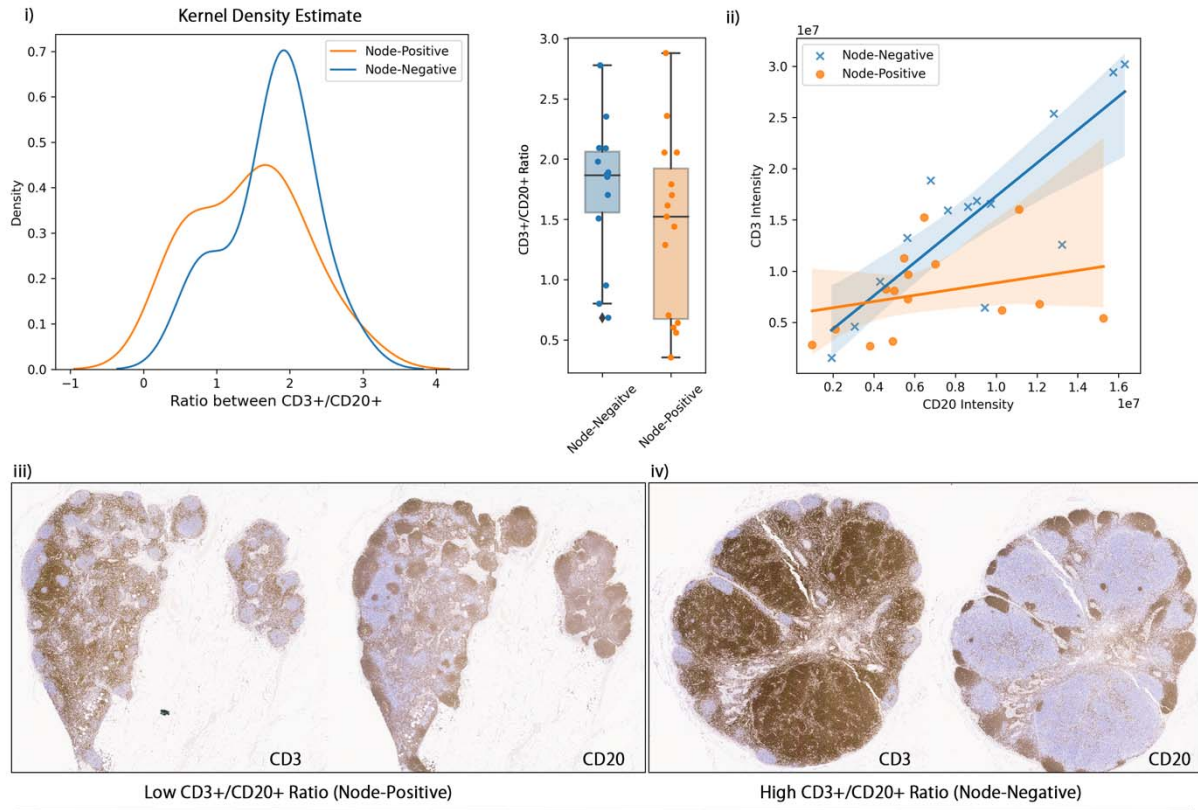 i)
Kernel Density Estimate
Node-Positive
Node-Negative
0.7
0.6
0.5
0.4
0.3
0.2
0.1
0.0
Density
−1
0
1
2
3
4
Ratio between CD3+/CD20+
3.0
2.5
2.0
1.5
1.0
0.5
CD3+/CD20+ Ratio
Node-Negaitve
Node-Positive
ii)
1e7
Node-Negative
Node-Positive
3.0
2.5
2.0
1.5
1.0
0.5
CD3 Intensity
0.2
0.4
0.6
0.8
1.0
1.2
1.4
1.6
CD20 Intensity
1e7
iii)
CD3
CD20
Low CD3+/CD20+ Ratio (Node-Positive)
iv)
CD3
CD20
High CD3+/CD20+ Ratio (Node-Negative)